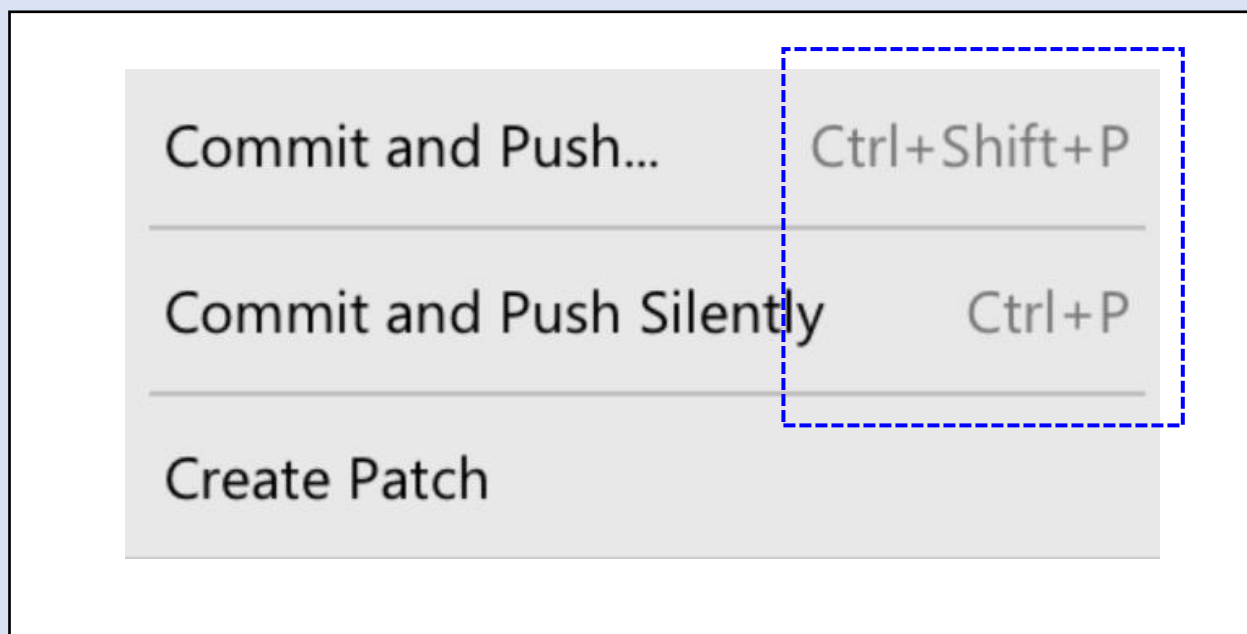 Commit and Push... Ctrl+Shift+P
Commit and Push Silently Ctrl+P
Create Patch